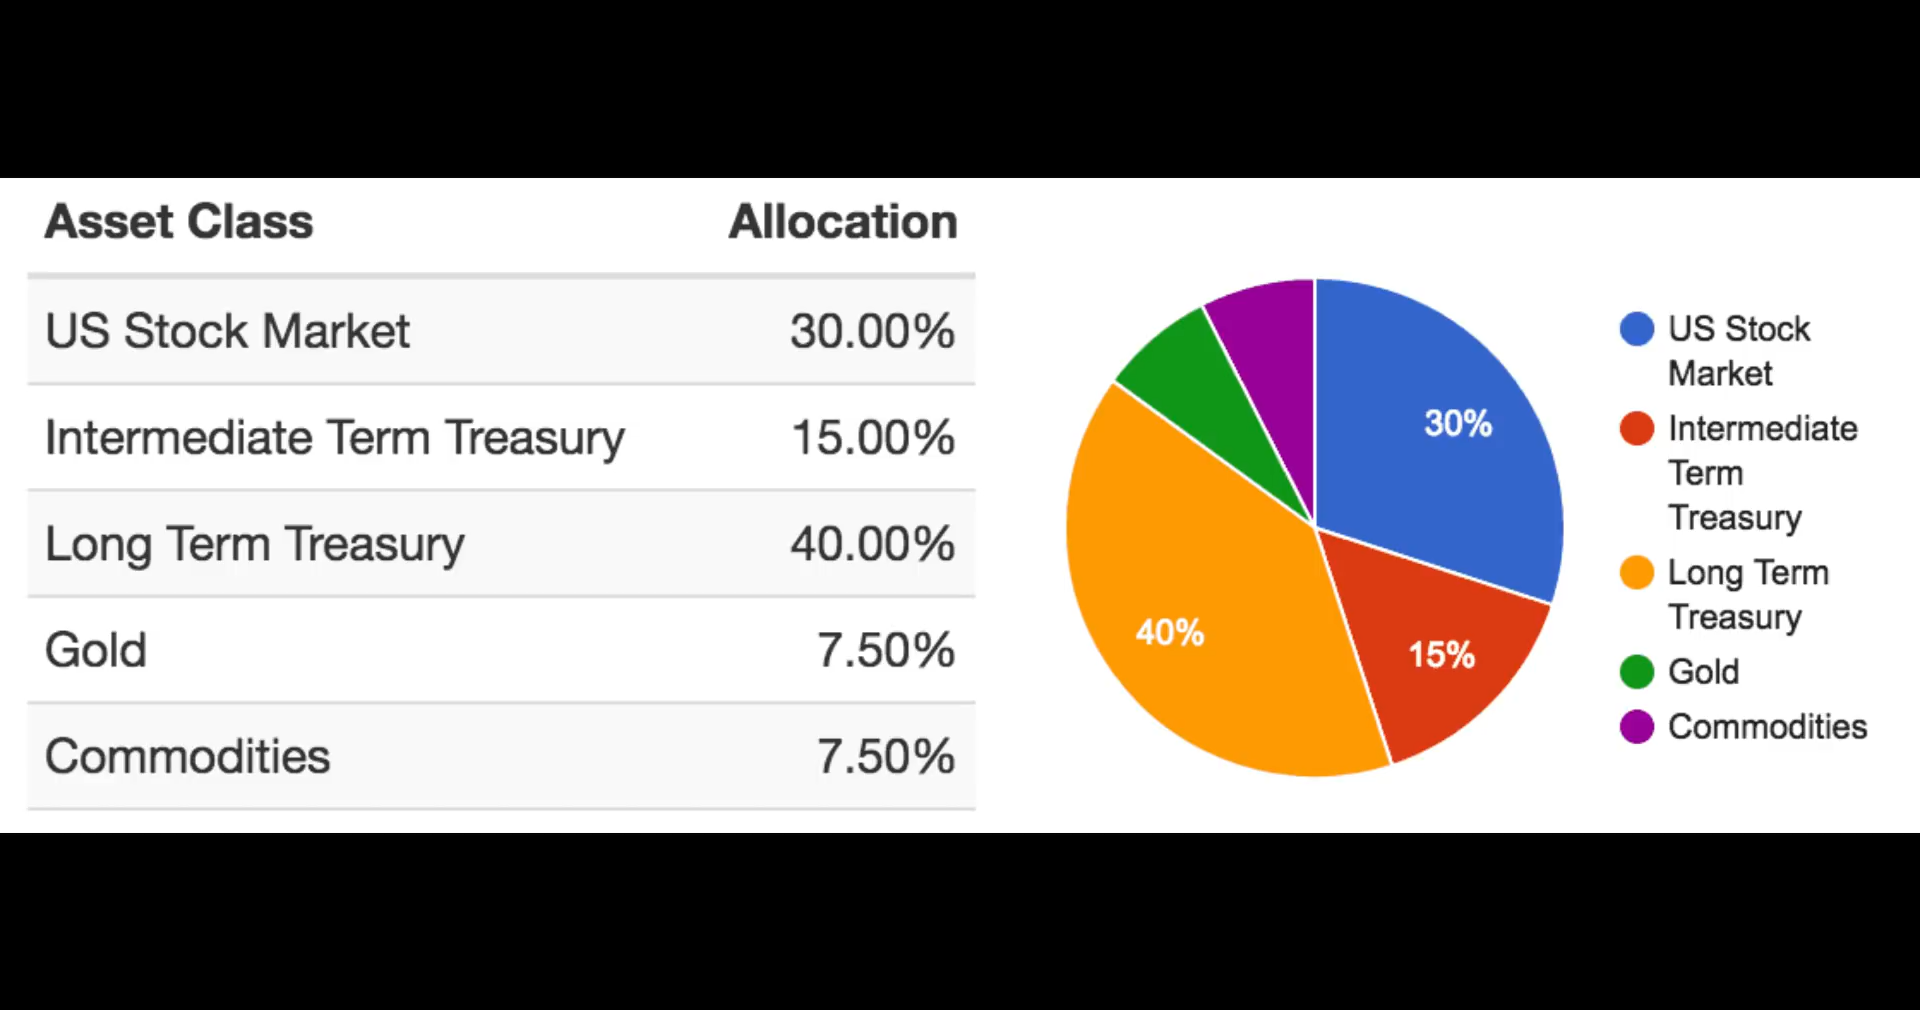 Asset Class Allocation
US Stock Market 30.00%
Intermediate Term Treasury 15.00%
Long Term Treasury 40.00%
Gold 7.50%
Commodities 7.50%
30%
15%
40%
US Stock
Market
Intermediate
Term
Treasury
Long Term
Treasury
Gold
Commodities